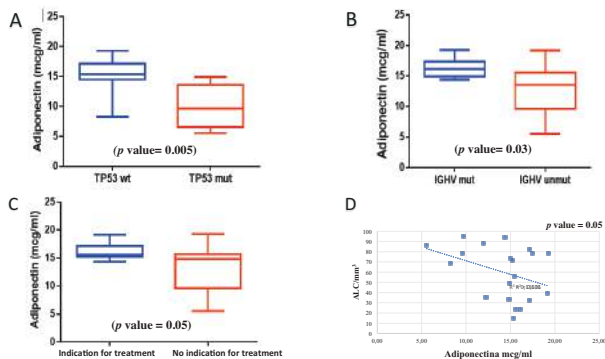 A
Adiponectin (mcg/ml)
25
20
15
10
5
0
(p value= 0.005)
TP53 wt
TP53 mut
B
Adiponectin (mcg/ml)
25
20
15
10
5
0
(p value= 0.03)
IGHV mut
IGHV unmut
C
Adiponectin (mcg/ml)
25
20
15
10
5
0
(p value= 0.05)
Indication for treatment
No indication for treatment
D
p value = 0.05
ALC/mm³
100
90
80
70
60
50
40
30
20
10
0
5,00
10,00
15,00
20,00
25,00
Adiponectina mcg/ml